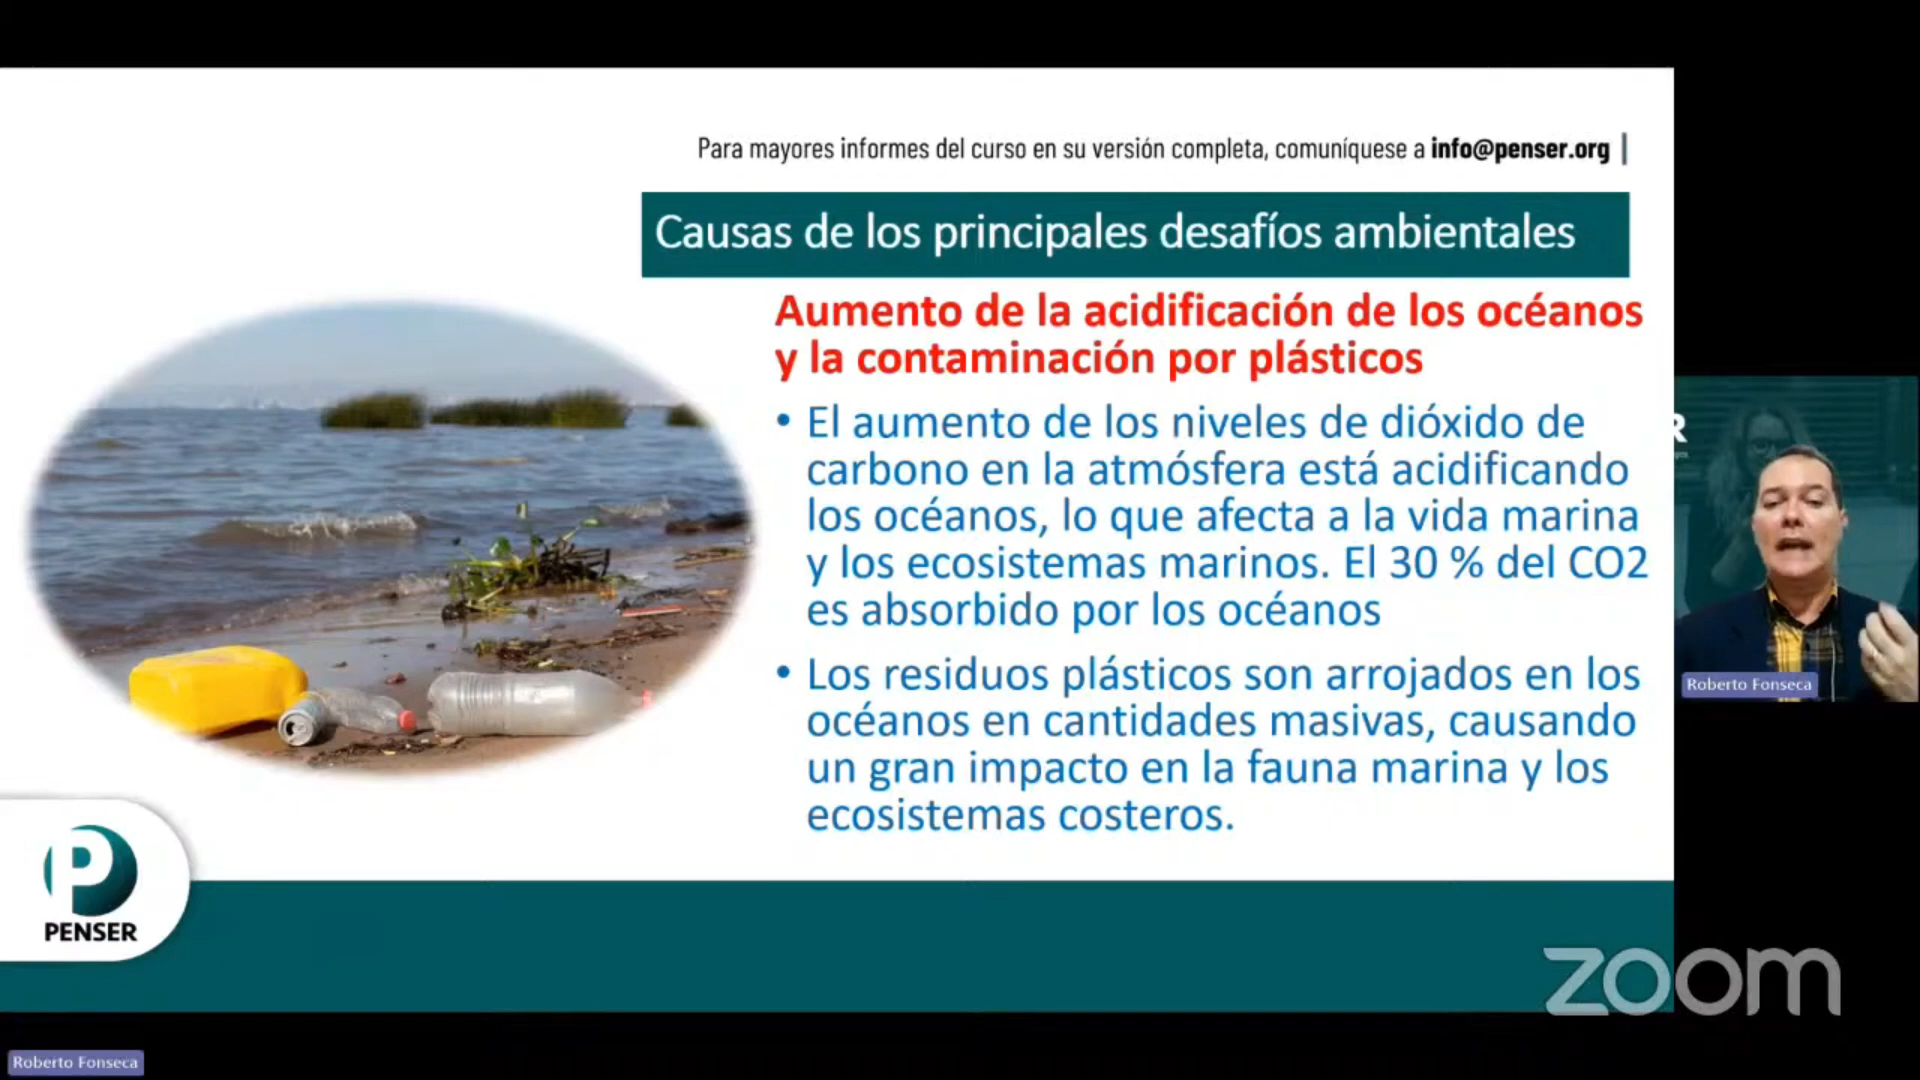 Para mayores informes del curso en su versión completa, comuníquese a info@penser.org |
Causas de los principales desafíos ambientales
Aumento de la acidificación de los océanos
y la contaminación por plásticos
• El aumento de los niveles de dióxido de
carbono en la atmósfera está acidificando
los océanos, lo que afecta a la vida marina
y los ecosistemas marinos. El 30 % del CO2
es absorbido por los océanos
• Los residuos plásticos son arrojados en los
océanos en cantidades masivas, causando
un gran impacto en la fauna marina y los
ecosistemas costeros.
R
Roberto Fonseca
PENSER
zoom
Roberto Fonseca